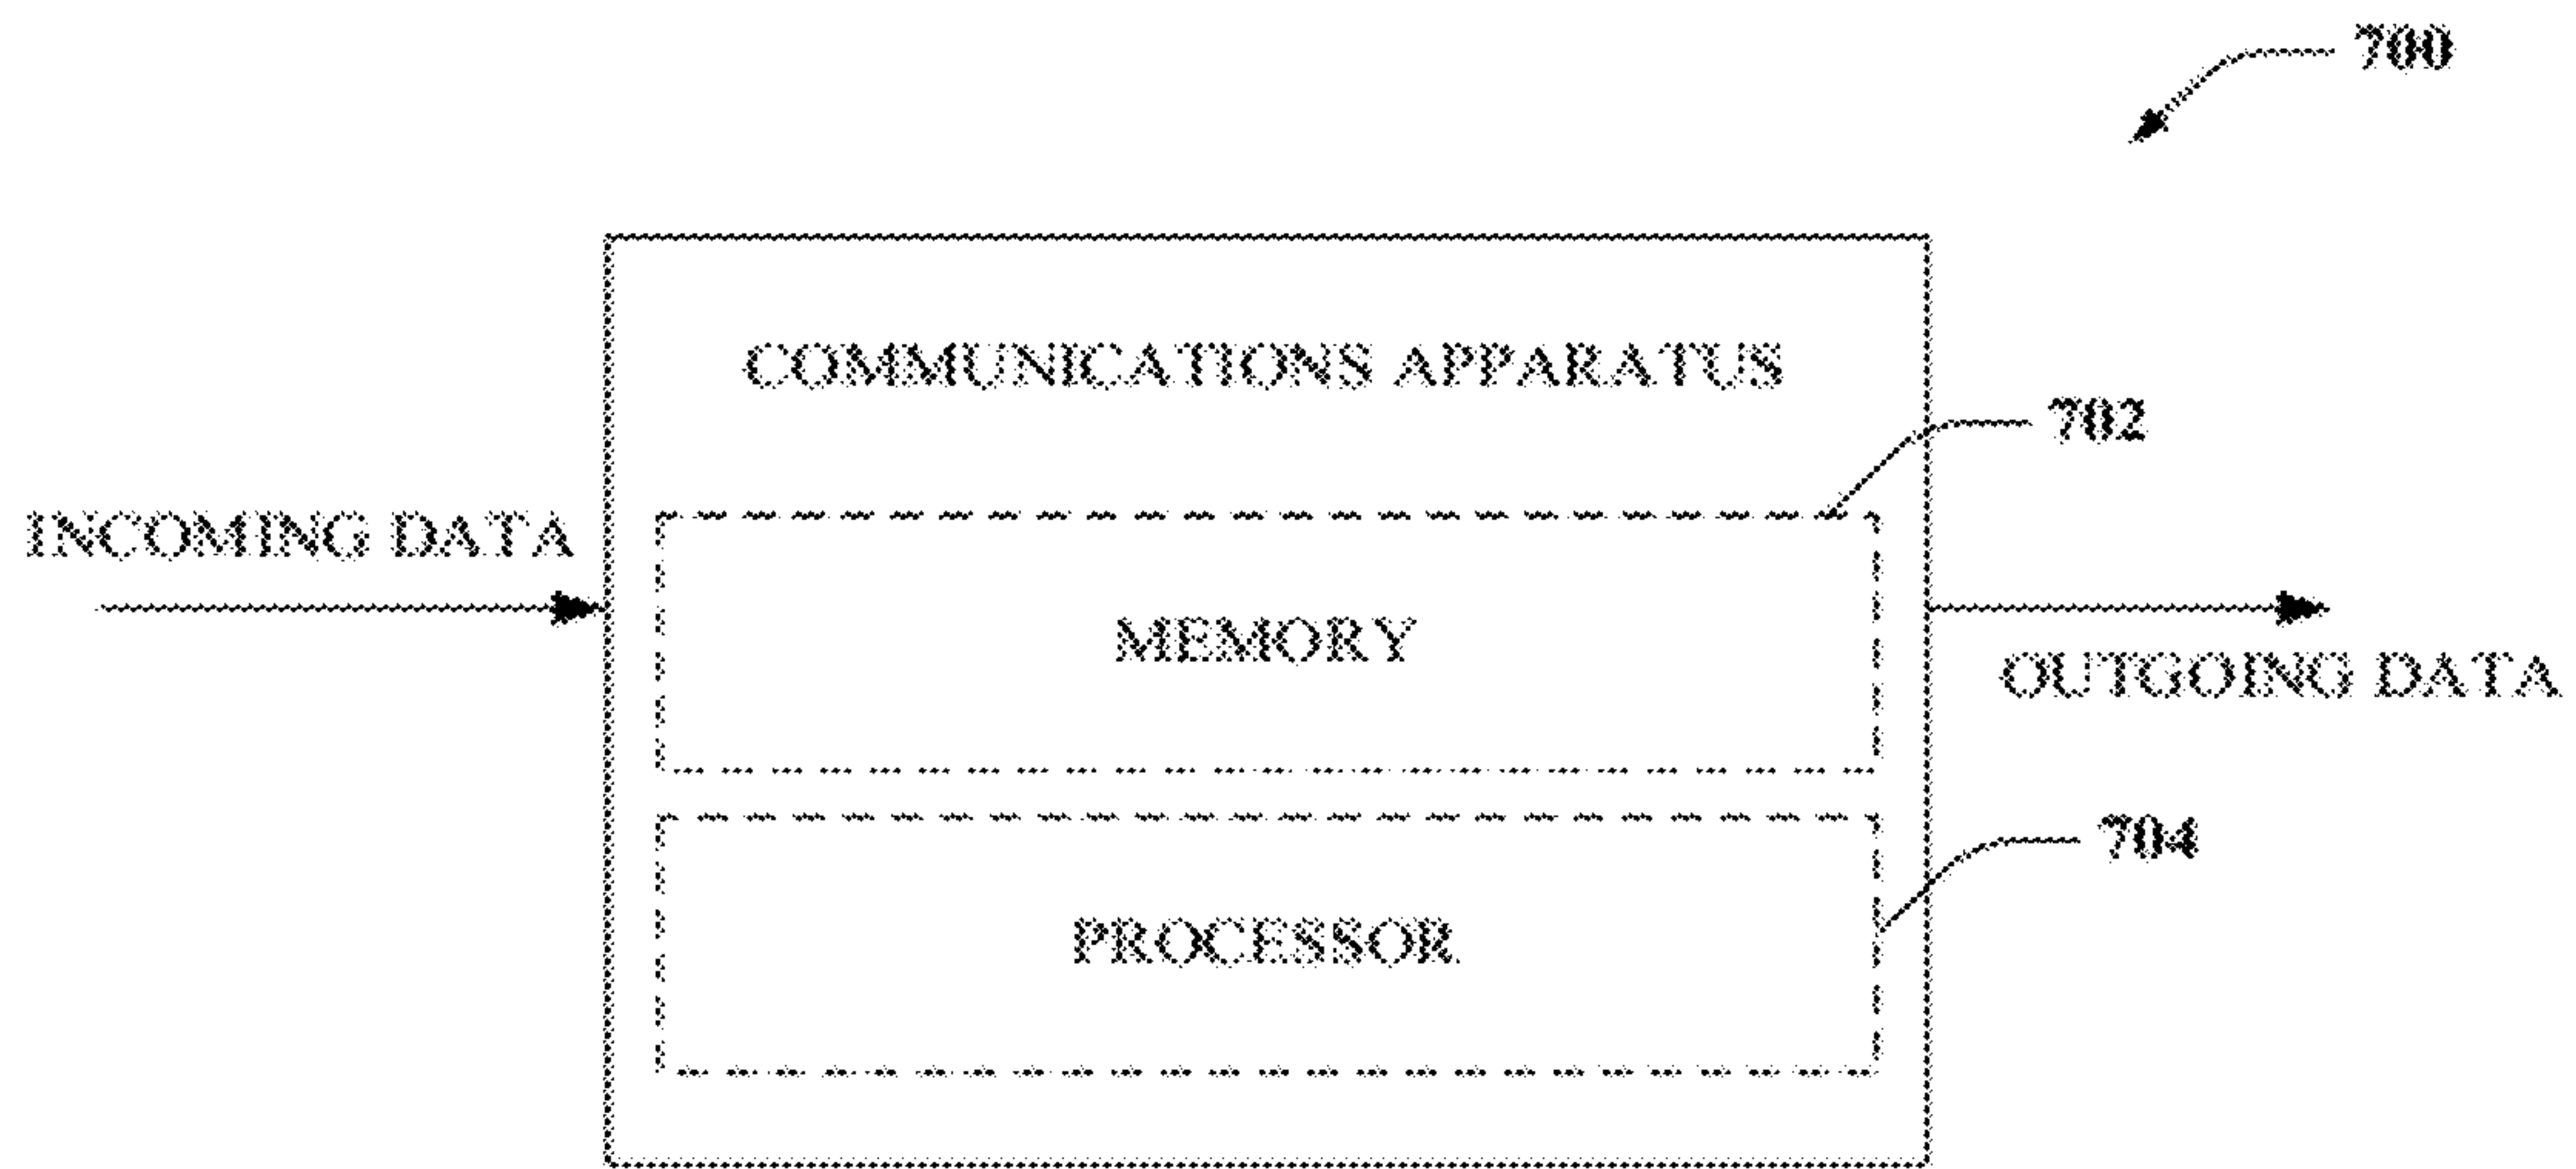 700
COMMUNICATIONS APPARATUS
702
INCOMING DATA
MEMORY
OUTGOING DATA
704
PROCESSOR